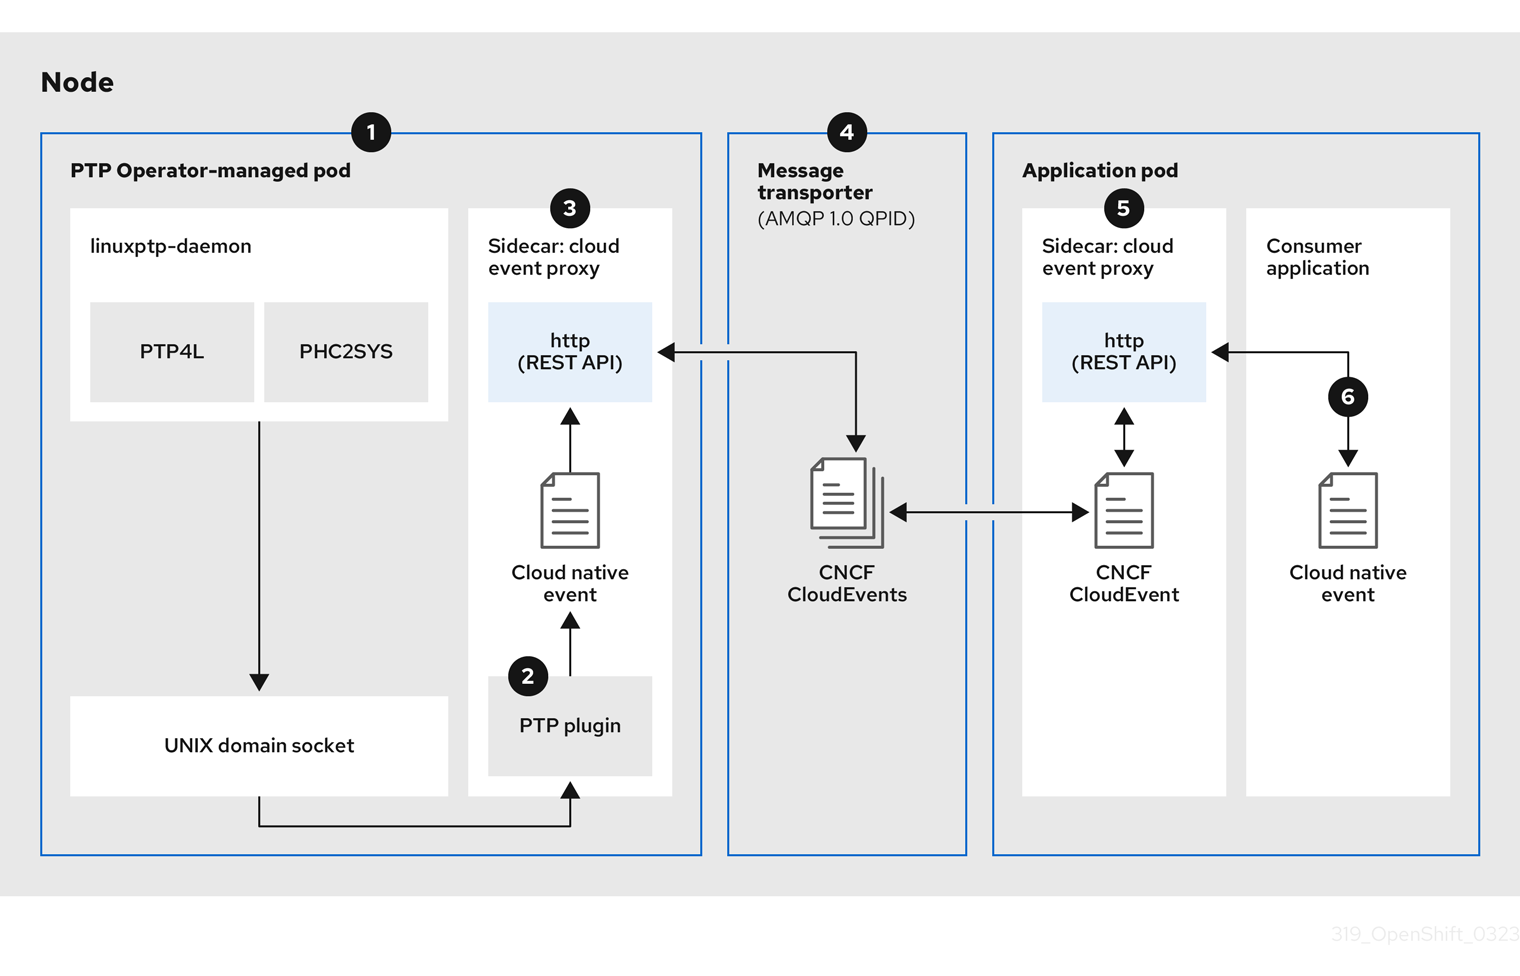 Node
1
PTP Operator-managed pod
linuxptp-daemon
PTP4L
PHC2SYS
UNIX domain socket
3
Sidecar: cloud
event proxy
http
(REST API)
Cloud native
event
2
PTP plugin
4
Message
transporter
(AMQP 1.0 QPID)
CNCF
CloudEvents
Application pod
5
Sidecar: cloud
event proxy
http
(REST API)
CNCF
CloudEvent
Consumer
application
6
Cloud native
event
319_OpenShift_0323